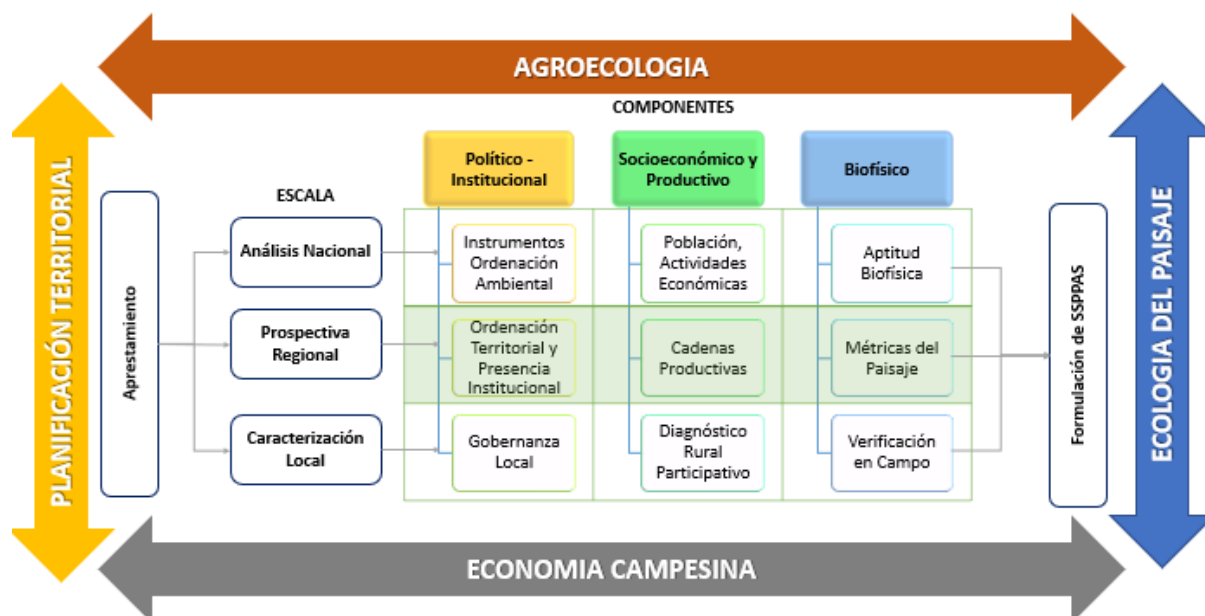 AGROECOLOGIA
COMPONENTES
PLANIFICACIÓN TERRITORIAL
Aprestamiento
ESCALA
Político -
Institucional
Socioeconómico y
Productivo
Biofísico
Análisis Nacional
Instrumentos
Ordenación
Ambiental
Población,
Actividades
Económicas
Aptitud
Biofísica
Prospectiva
Regional
Ordenación
Territorial y
Presencia
Institucional
Cadenas
Productivas
Métricas del
Paisaje
Caracterización
Local
Gobernanza
Local
Diagnóstico
Rural
Participativo
Verificación
en Campo
Formulación de SSPPAS
ECOLOGIA DEL PAISAJE
ECONOMIA CAMPESINA